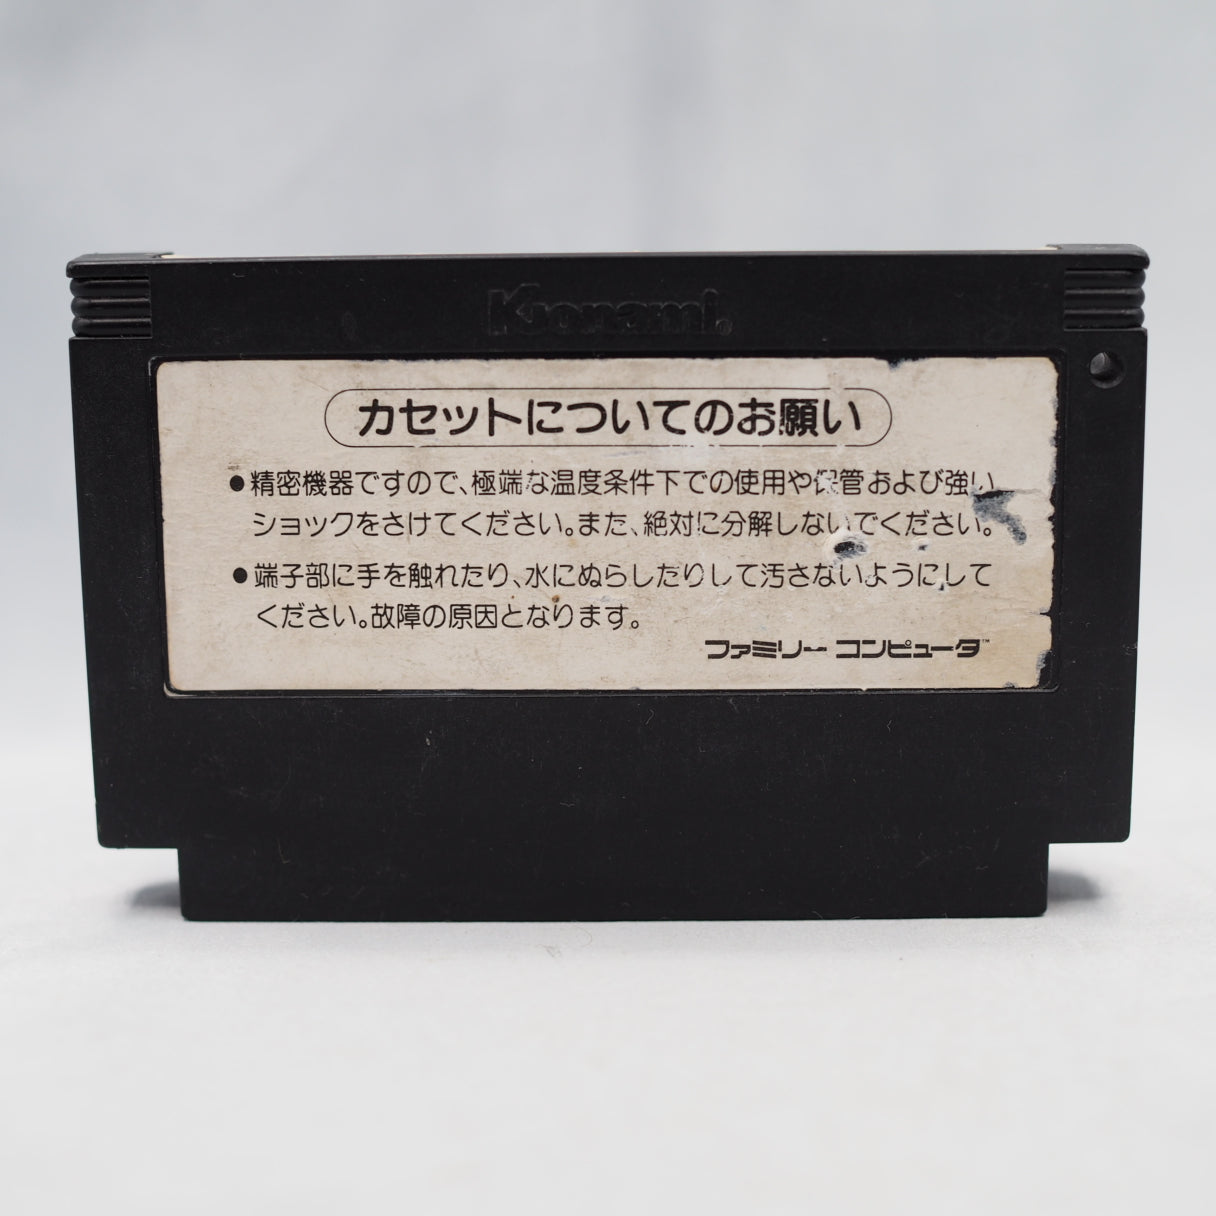 Konami®
カセットについてのお願い
●精密機器ですので、極端な温度条件下での使用や保管および強い
ショックをさけてください。また、絶対に分解しないでください。
●端子部に手を触れたり、水にぬらしたりして汚さないようにして
ください。故障の原因となります。
ファミリー コンピュータ™